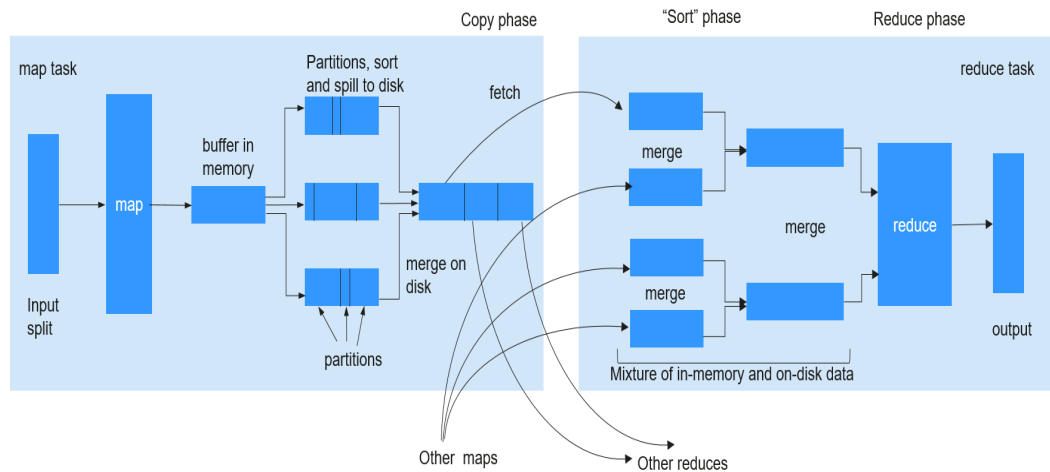 Copy phase
“Sort” phase
Reduce phase
map task
Partitions, sort
and spill to disk
fetch
reduce task
buffer in
memory
merge
map
merge
reduce
merge on
disk
merge
Input
split
partitions
output
Mixture of in-memory and on-disk data
Other maps
Other reduces